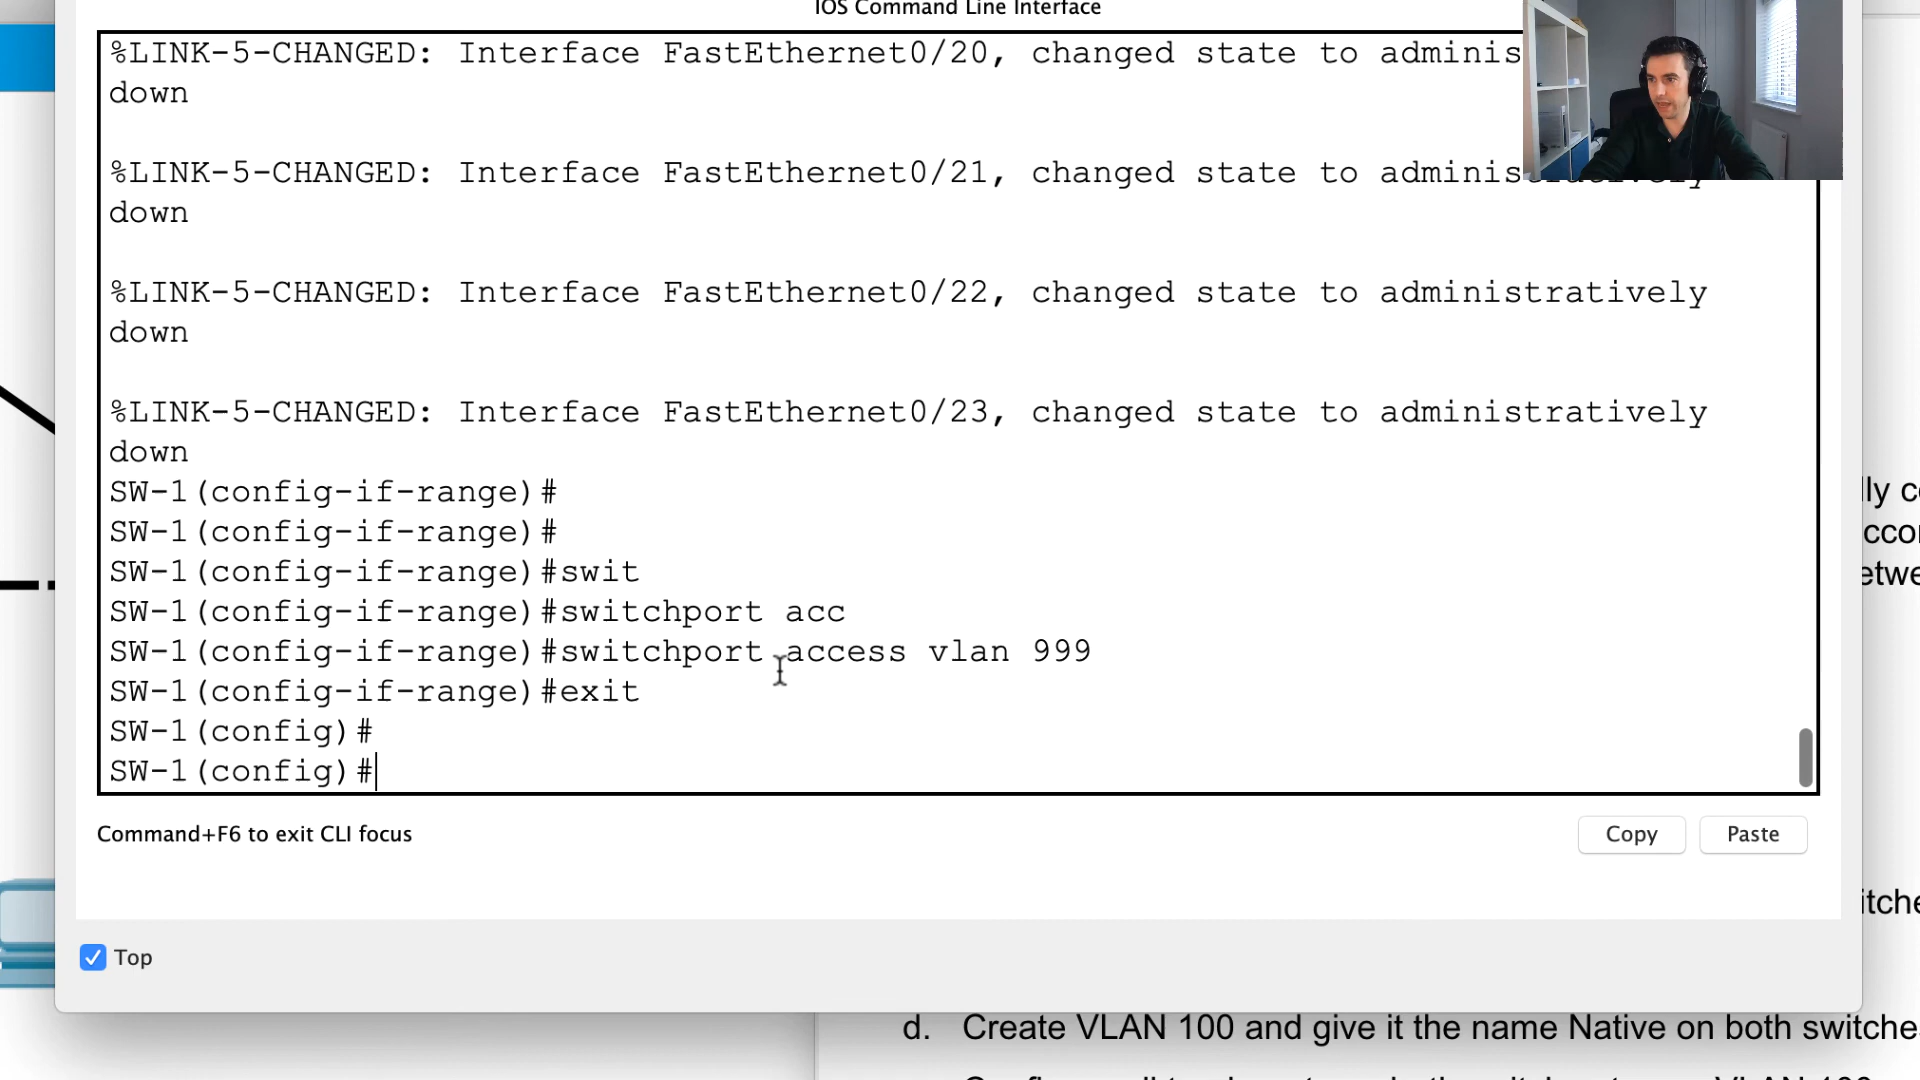 IOS Command Line Interface
%LINK-5-CHANGED: Interface FastEthernet0/20, changed state to adminis
down
%LINK-5-CHANGED: Interface FastEthernet0/21, changed state to administratively
down
%LINK-5-CHANGED: Interface FastEthernet0/22, changed state to administratively
down
%LINK-5-CHANGED: Interface FastEthernet0/23, changed state to administratively
down
SW-1(config-if-range)#
SW-1(config-if-range)#
SW-1(config-if-range)#swit
SW-1(config-if-range)#switchport acc
SW-1(config-if-range)#switchport access vlan 999
SW-1(config-if-range)#exit
SW-1(config)#
SW-1(config)#
Command+F6 to exit CLI focus
Copy
Paste
Top
d. Create VLAN 100 and give it the name Native on both switche